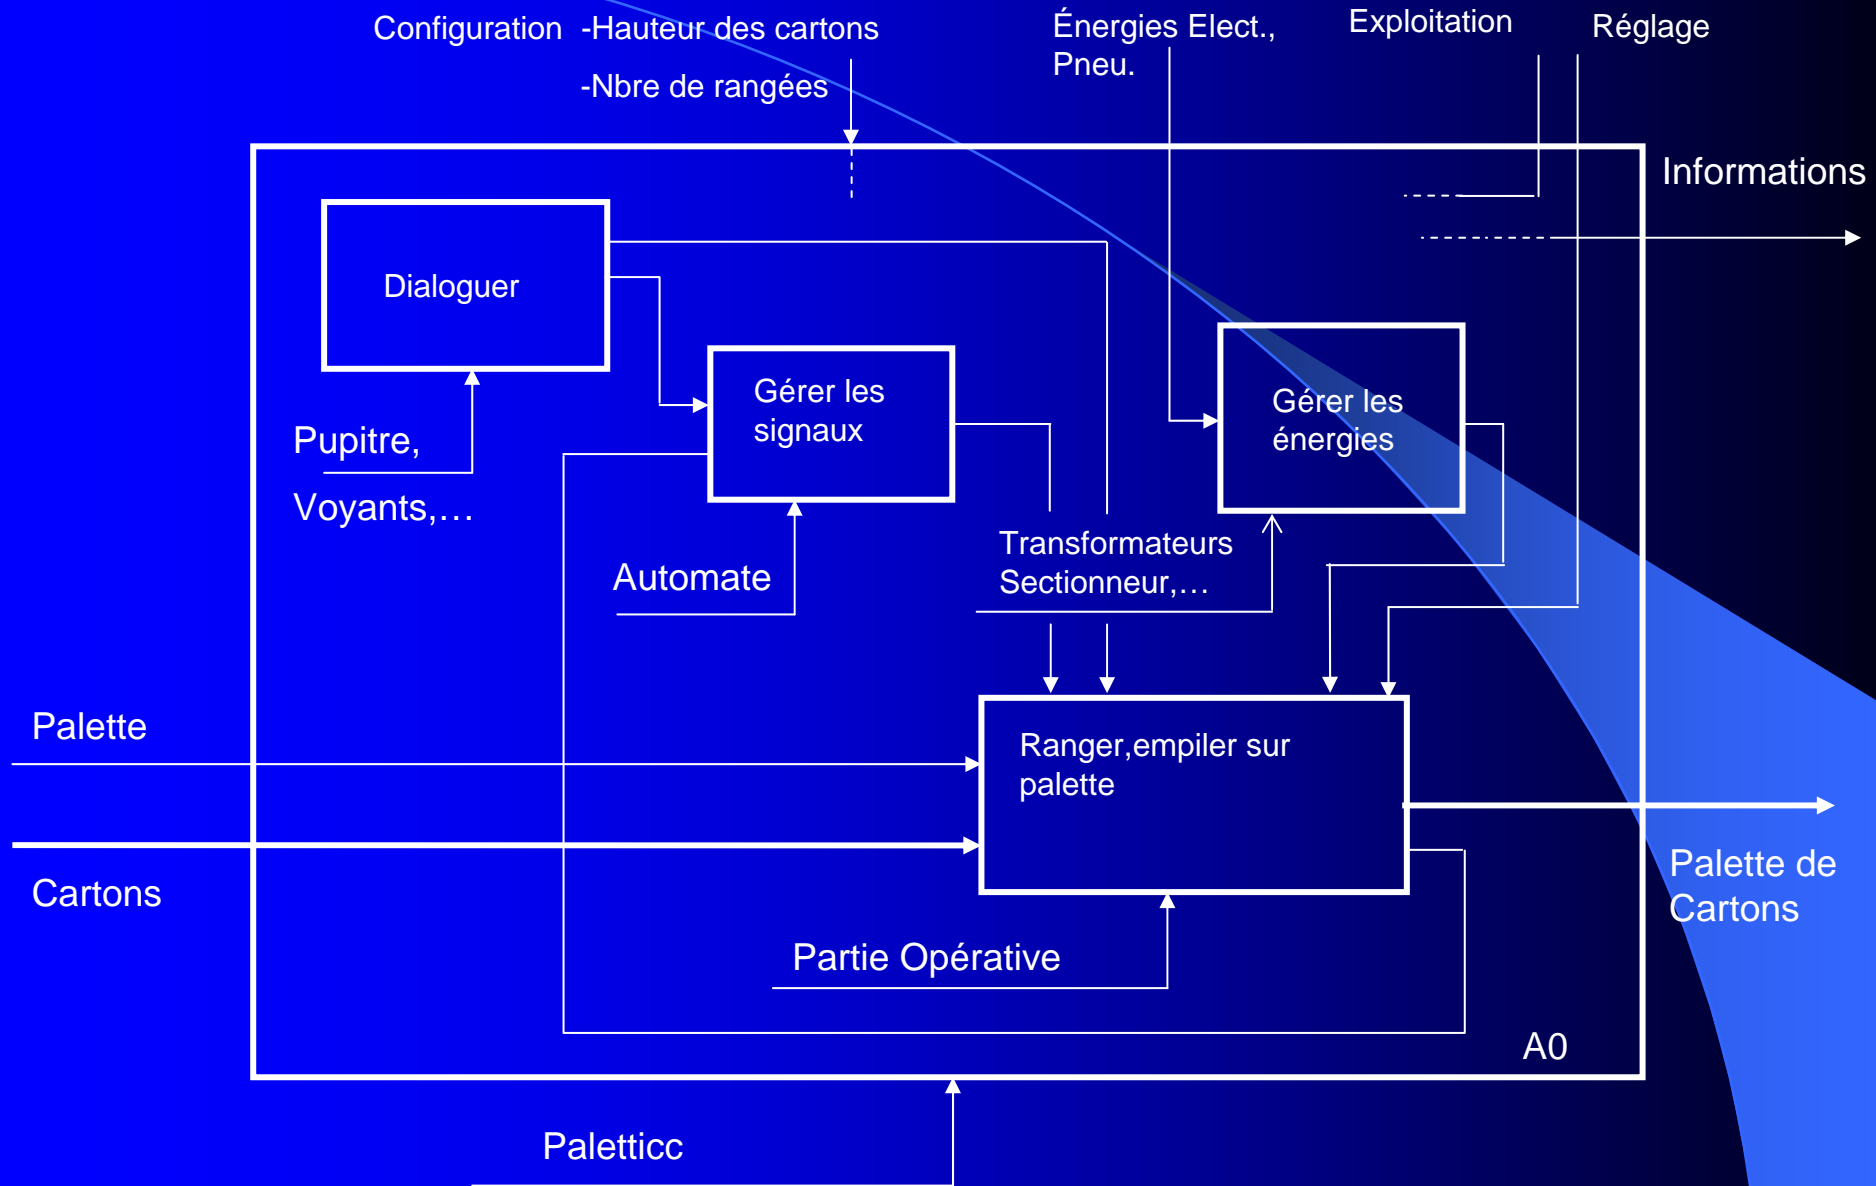 Configuration -Hauteur des cartons
-Nbre de rangées
Énergies Elect.,
Pneu.
Exploitation
Réglage
Informations
Dialoguer
Gérer les
signaux
Gérer les
énergies
Pupitre,
Voyants,…
Automate
Transformateurs
Sectionneur,…
Palette
Ranger,empiler sur
palette
Cartons
Palette de
Cartons
Partie Opérative
A0
Paletticc